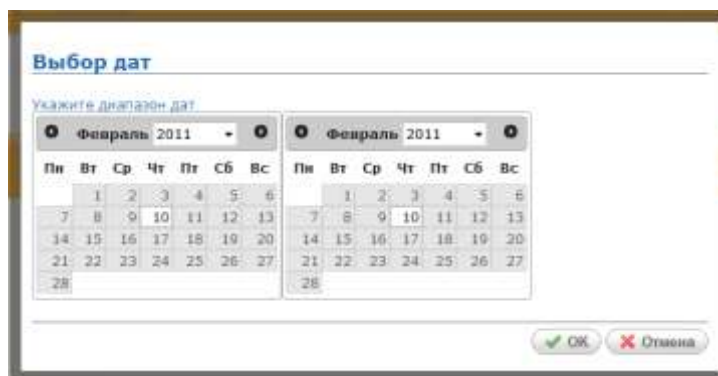 Выбор дат
Укажите диапазон дат
Февраль 2011 Февраль 2011
Пн Вт Ср Чт Пт Сб Вс Пн Вт Ср Чт Пт Сб Вс
1 2 3 4 5 6 1 2 3 4 5 6
7 8 9 10 11 12 13 7 8 9 10 11 12 13
14 15 16 17 18 19 20 14 15 16 17 18 19 20
21 22 23 24 25 26 27 21 22 23 24 25 26 27
28 28
OK Отмена